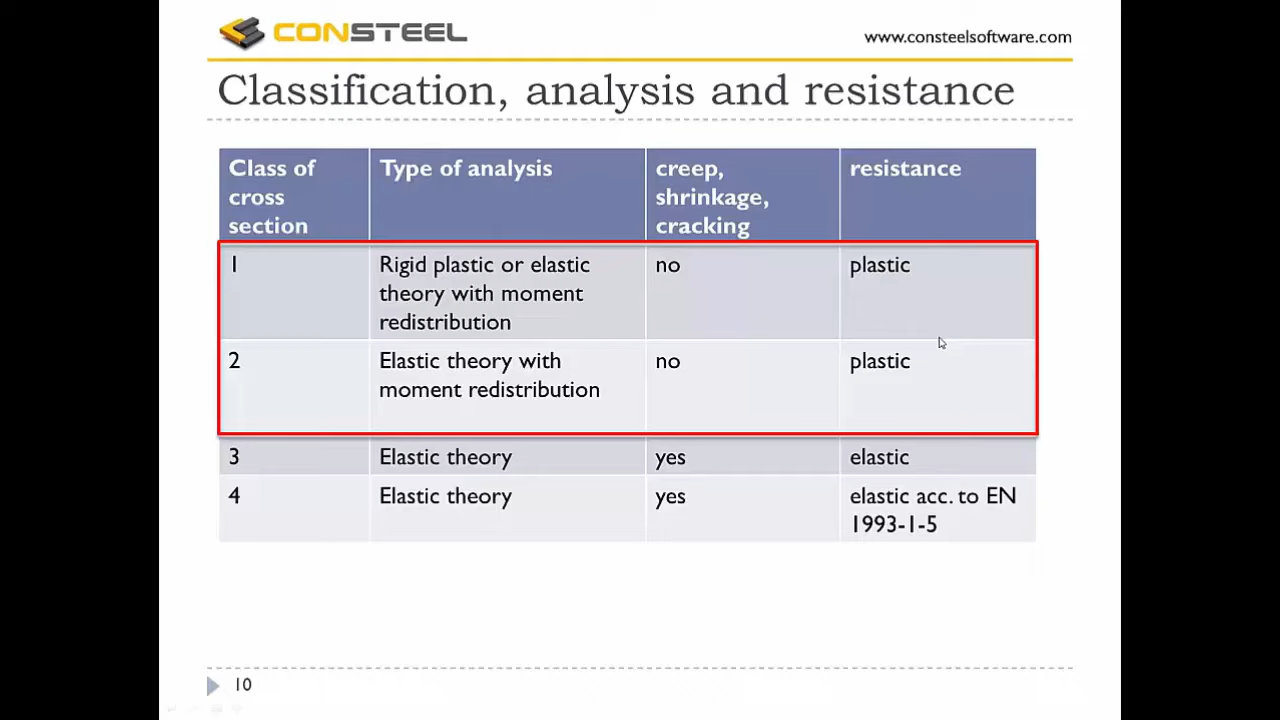 CONSTEEL
www.consteelsoftware.com
Classification, analysis and resistance
Class of cross section
Type of analysis
creep, shrinkage, cracking
resistance
1
Rigid plastic or elastic
theory with moment
redistribution
no
plastic
2
Elastic theory with
moment redistribution
no
plastic
3
Elastic theory
yes
elastic
4
Elastic theory
yes
elastic acc. to EN
1993-1-5
10